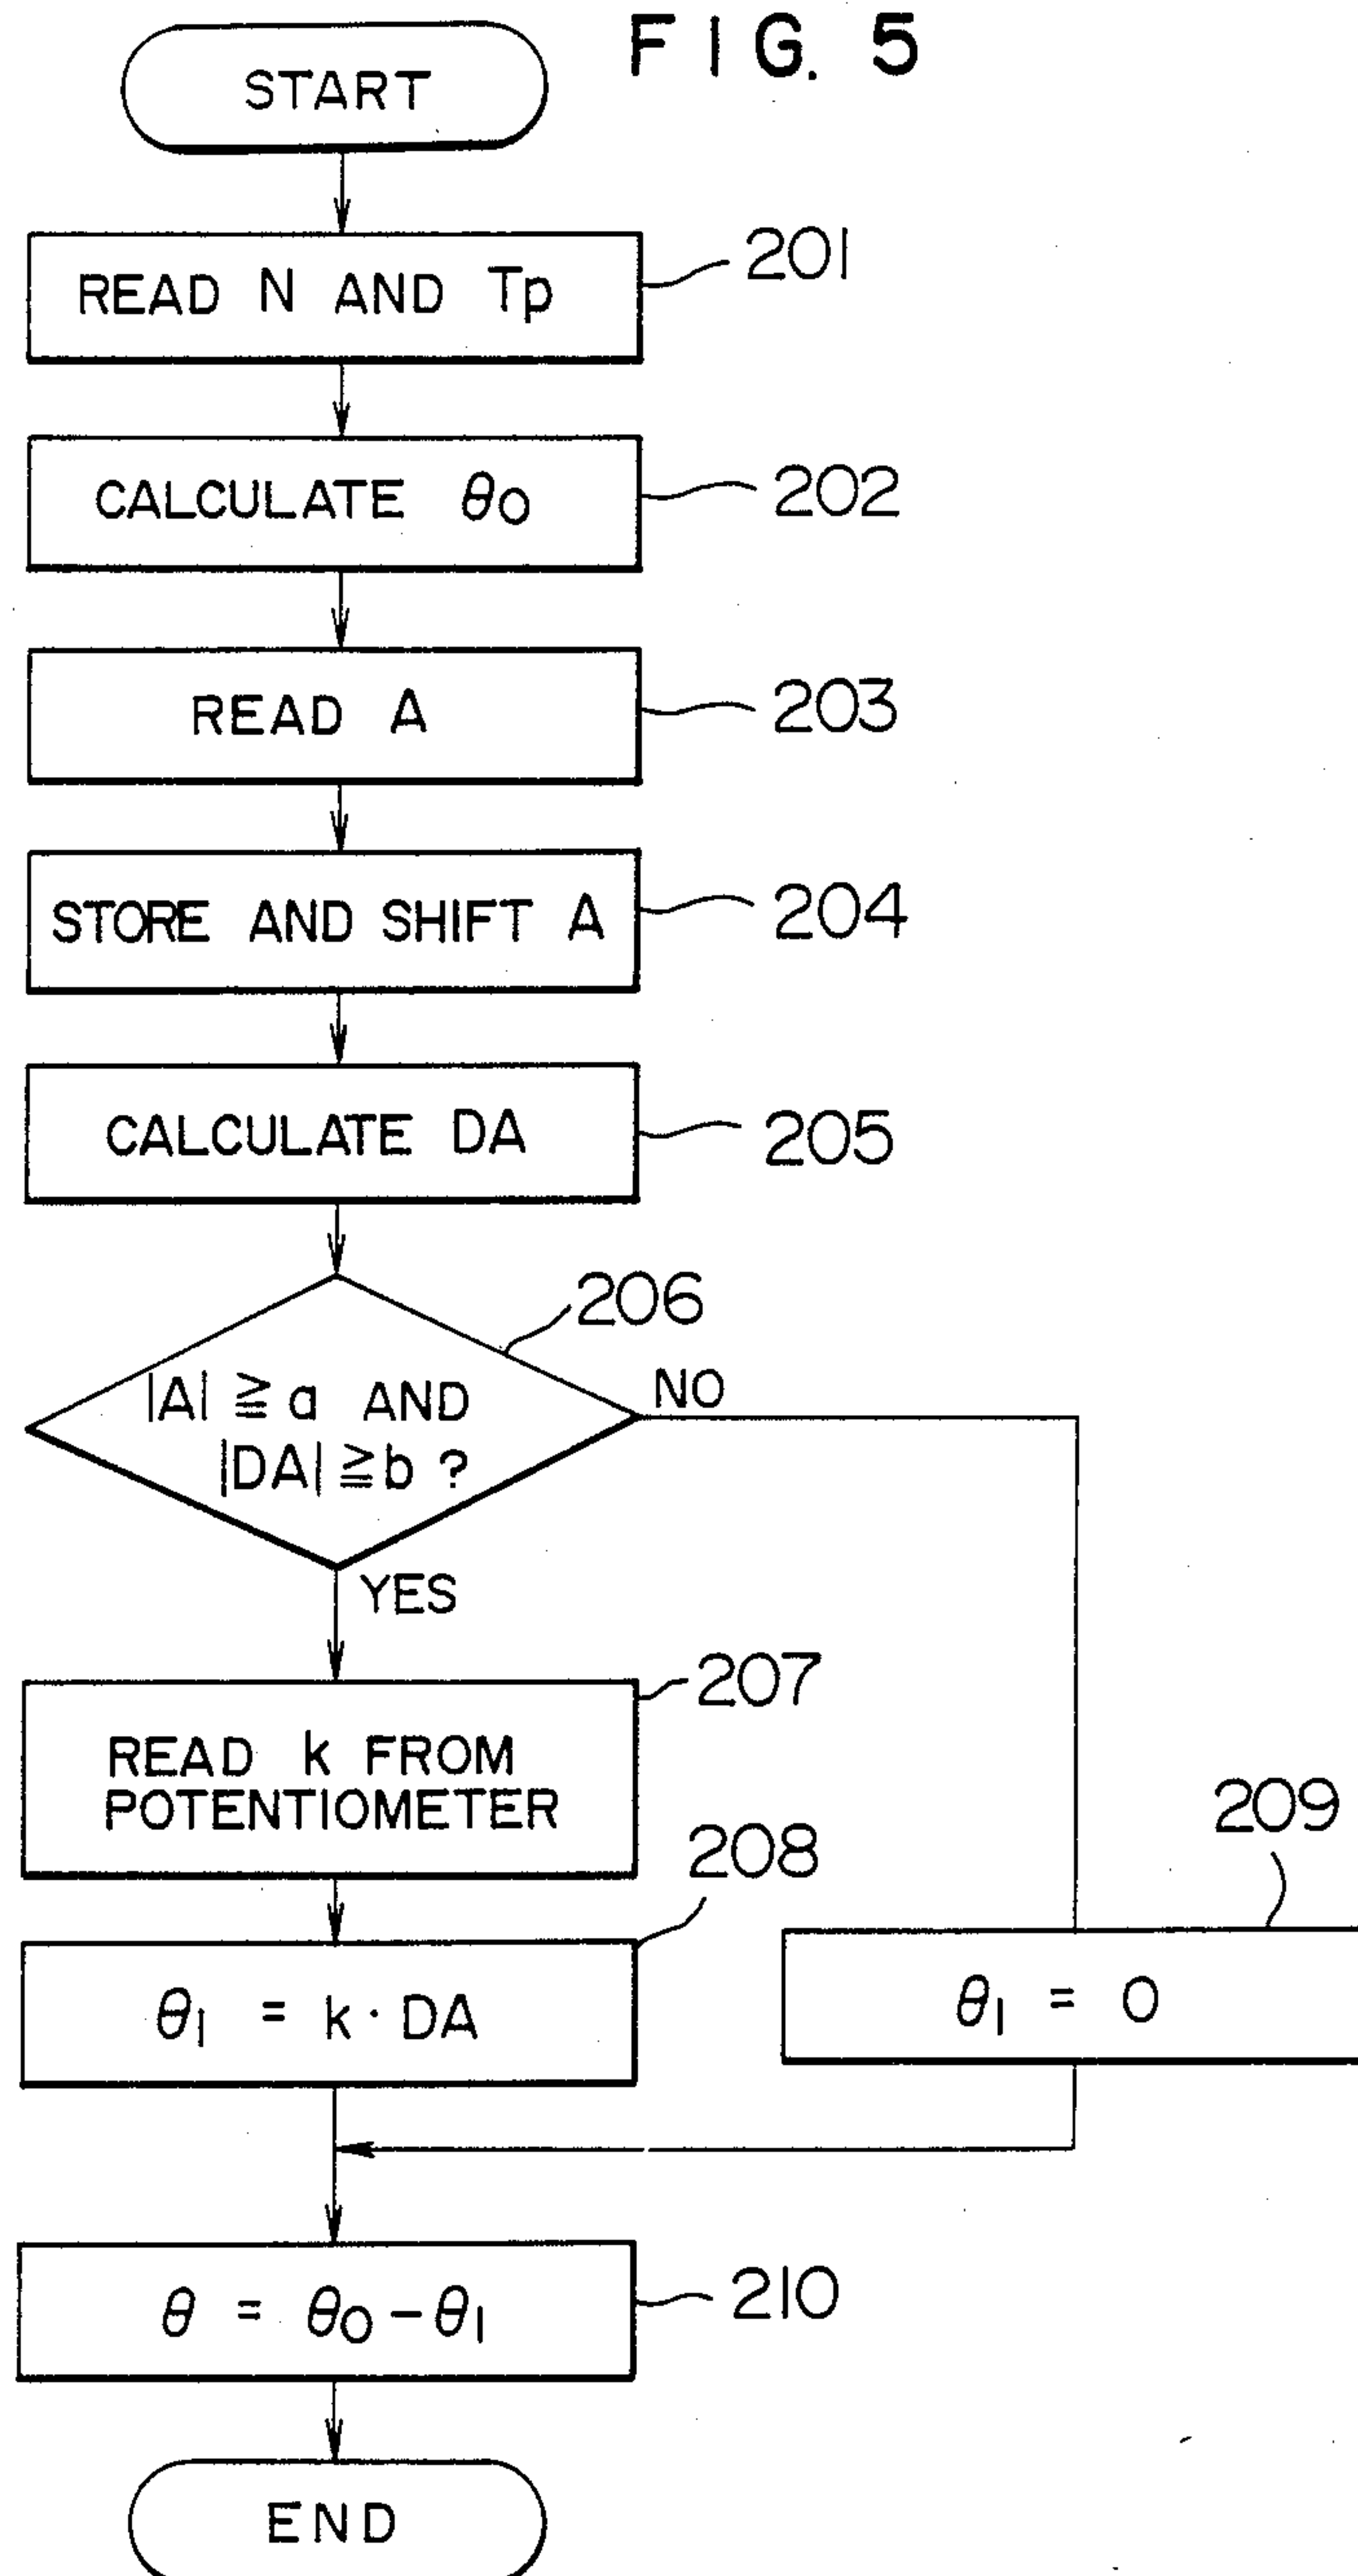 FIG. 5
START
READ N AND Tp
201
CALCULATE θ0
202
READ A
203
STORE AND SHIFT A
204
CALCULATE DA
205
206
|A| ≧ a AND
|DA| ≧ b ?
NO
YES
207
READ k FROM
POTENTIOMETER
208
θ1 = k · DA
209
θ1 = 0
θ = θ0 - θ1
210
END